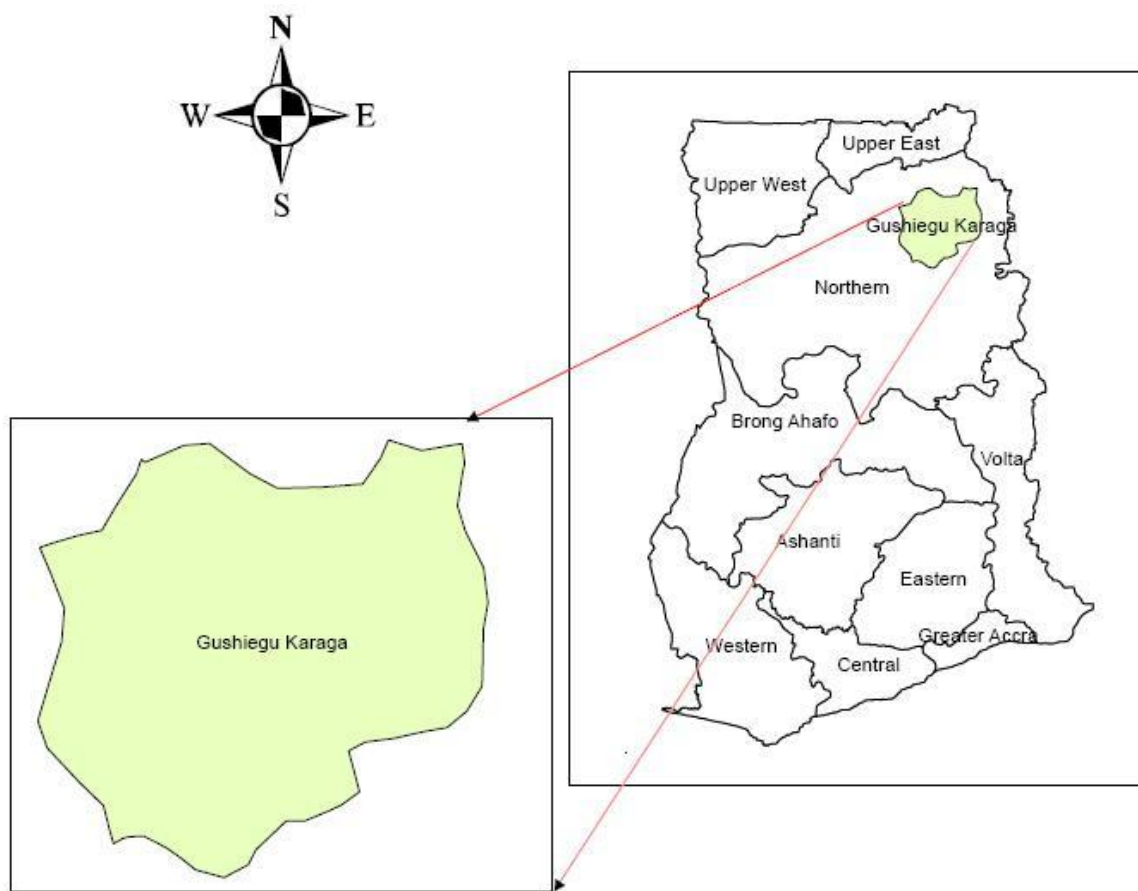 N
W E
S
Upper East
Upper West
Gushiegu Karaga
Northern
Brong Ahafo
Volta
Ashanti
Eastern
Greater Accra
Western
Central
Gushiegu Karaga